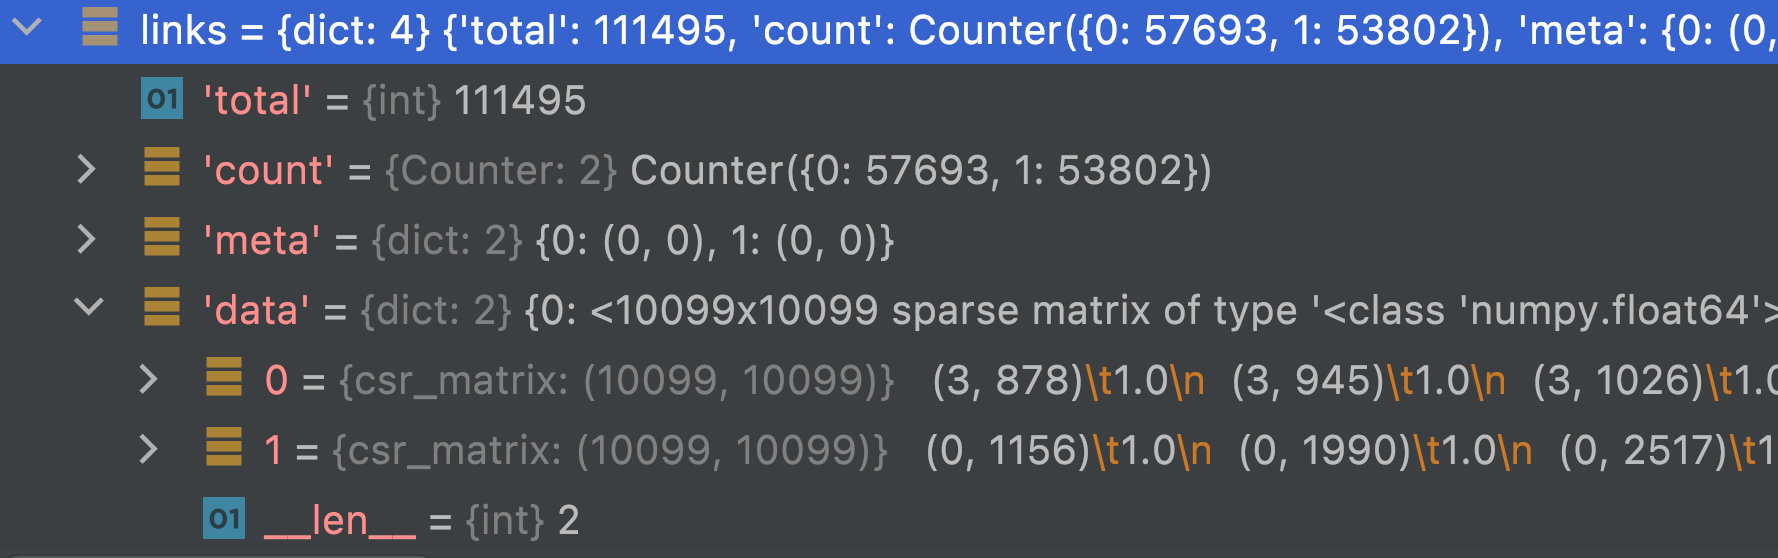 links = {dict: 4} {'total': 111495, 'count': Counter({0: 57693, 1: 53802}), 'meta': {0: (0,
01 'total' = {int} 111495
'count' = {Counter: 2} Counter({0: 57693, 1: 53802})
'meta' = {dict: 2} {0: (0, 0), 1: (0, 0)}
'data' = {dict: 2} {0: <10099x10099 sparse matrix of type '<class 'numpy.float64'>
0 = {csr_matrix: (10099, 10099)} (3, 878)\t1.0\n (3, 945)\t1.0\n (3, 1026)\t1.0
1 = {csr_matrix: (10099, 10099)} (0, 1156)\t1.0\n (0, 1990)\t1.0\n (0, 2517)\t1
01 __len__ = {int} 2